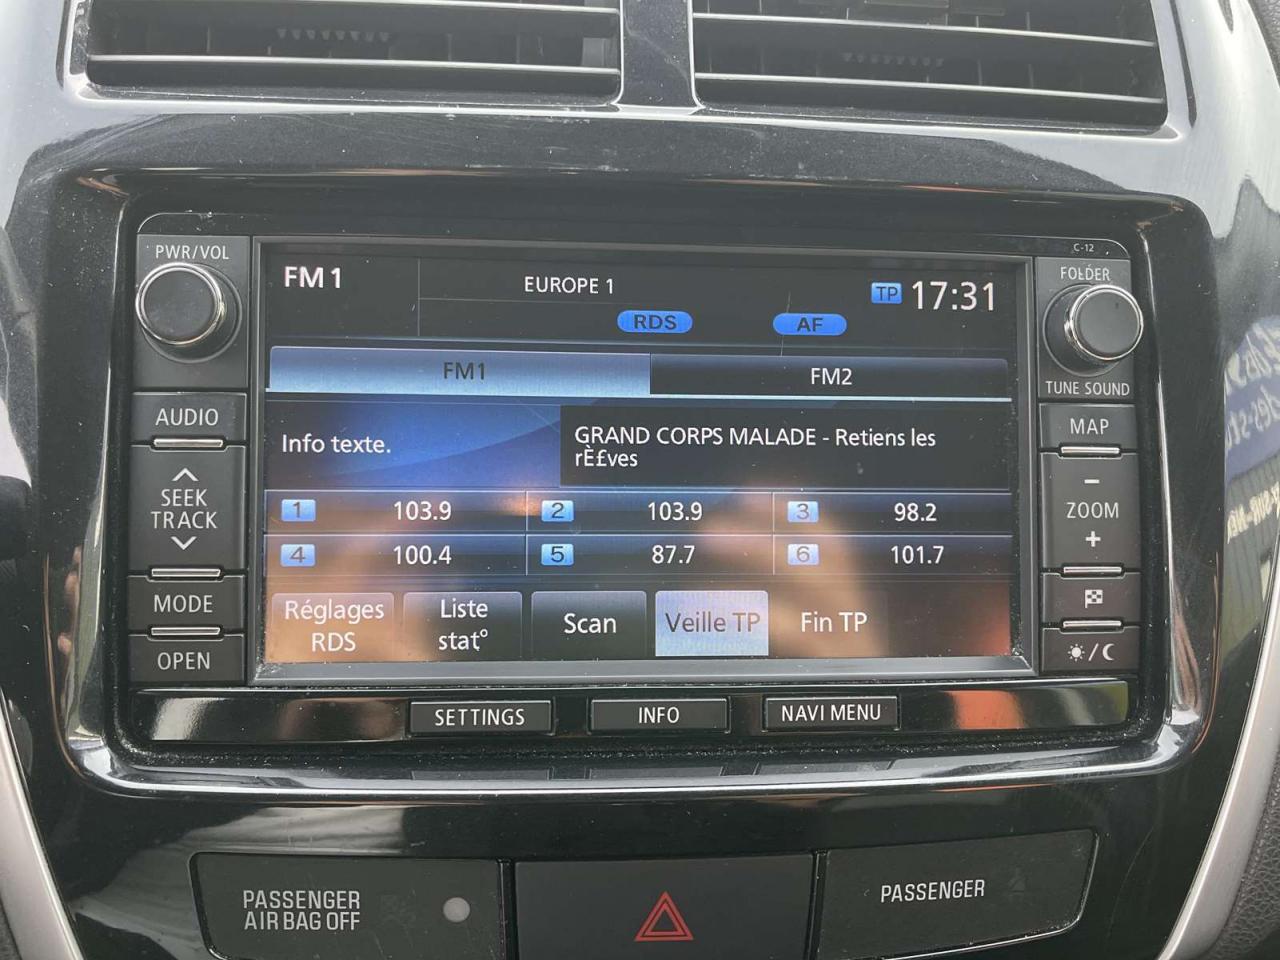 C-12
PWR/VOL
FOLDER
FM1
EUROPE 1
TP 17:31
RDS
AF
TUNE SOUND
FM1
FM2
AUDIO
MAP
Info texte.
GRAND CORPS MALADE - Retiens les
rÈ£ves
SEEK
TRACK
ZOOM
1 103.9
2 103.9
3 98.2
4 100.4
5 87.7
6 101.7
MODE
OPEN
Réglages
RDS
Liste
stat°
Scan
Veille TP
Fin TP
SETTINGS
INFO
NAVI MENU
PASSENGER
AIR BAG OFF
PASSENGER